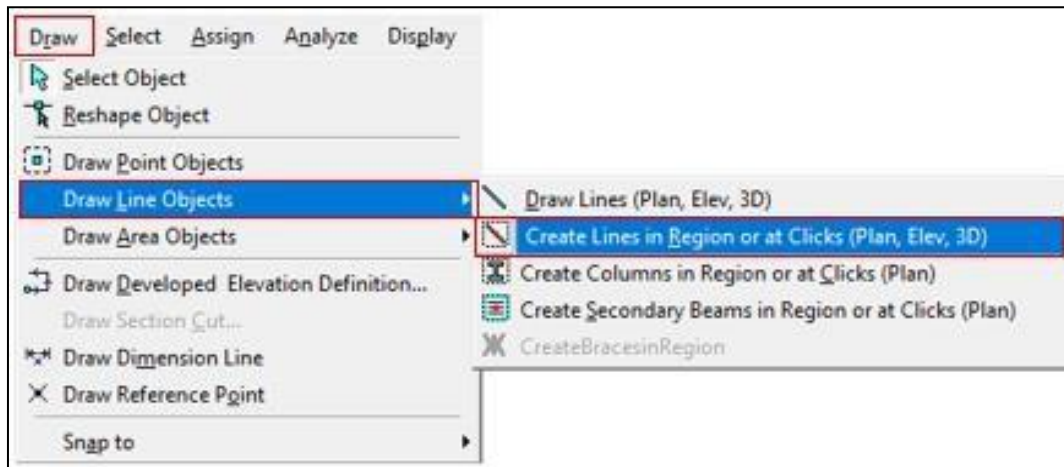 Draw Select Assign Analyze Display
Select Object
Reshape Object
Draw Point Objects
Draw Line Objects
Draw Area Objects
Draw Developed Elevation Definition...
Draw Section Cut...
Draw Dimension Line
Draw Reference Point
Snap to
Draw Lines (Plan, Elev, 3D)
Create Lines in Region or at Clicks (Plan, Elev, 3D)
Create Columns in Region or at Clicks (Plan)
Create Secondary Beams in Region or at Clicks (Plan)
CreateBracesinRegion